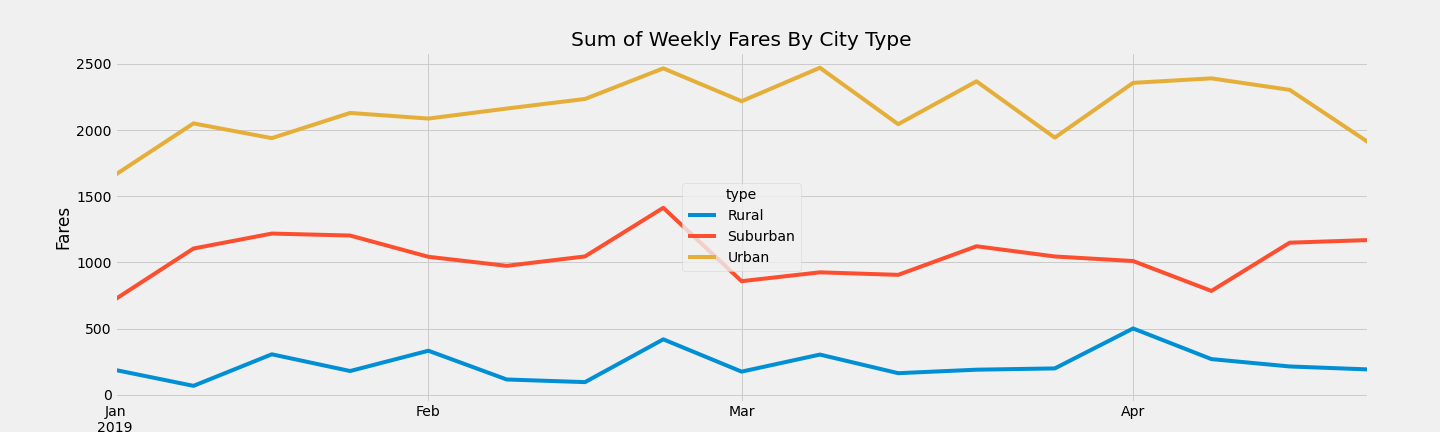 Sum of Weekly Fares By City Type
Fares
2500
2000
1500
1000
500
0
type
Rural
Suburban
Urban
Jan
2019
Feb
Mar
Apr